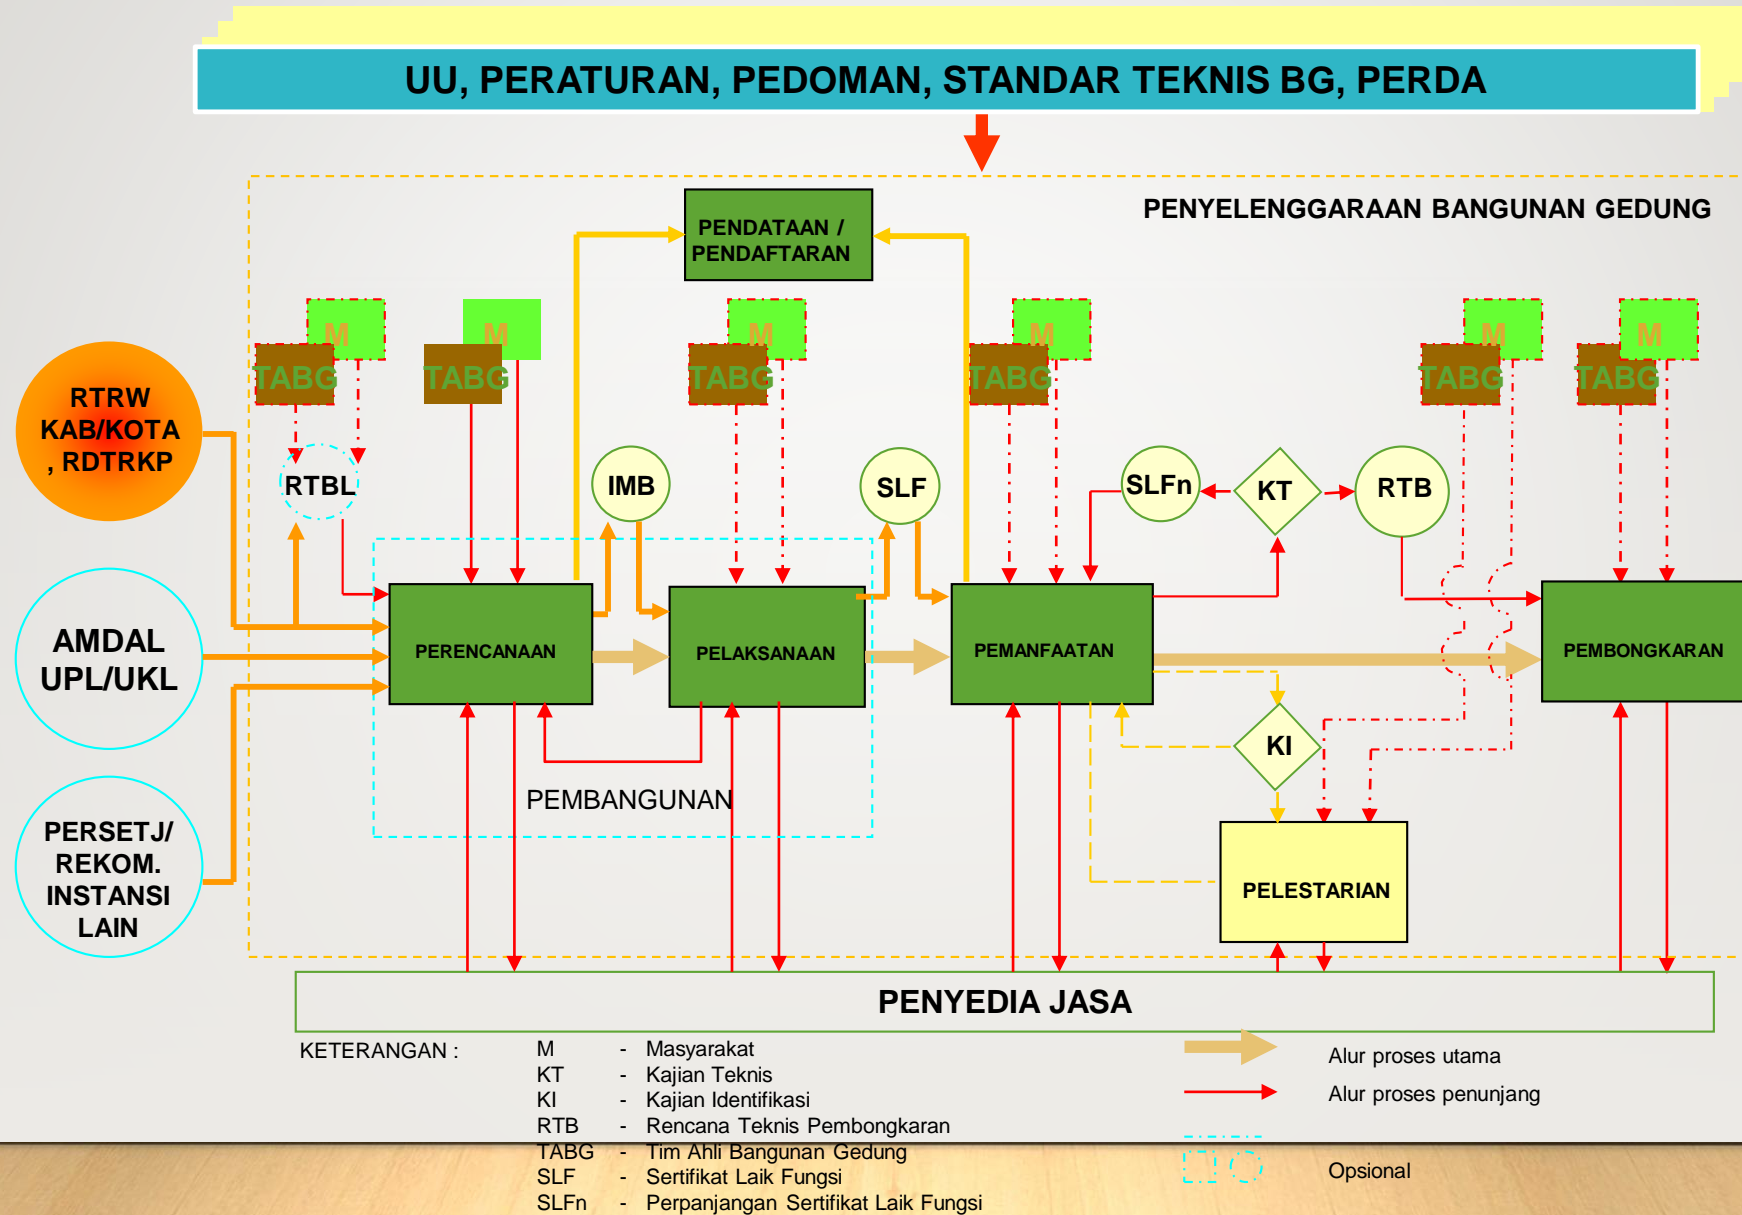 UU, PERATURAN, PEDOMAN, STANDAR TEKNIS BG, PERDA
PENYELENGGARAAN BANGUNAN GEDUNG
PENDATAAN /
PENDAFTARAN
M
TABG
M
TABG
M
TABG
M
TABG
M
TABG
M
TABG
RTRW
KAB/KOTA
, RDTRKP
RTBL
IMB
SLF
SLFn
KT
RTB
AMDAL
UPL/UKL
PERENCANAAN
PELAKSANAAN
PEMANFAATAN
PEMBONGKARAN
KI
PEMBANGUNAN
PERSETJ/
REKOM.
INSTANSI
LAIN
PELESTARIAN
PENYEDIA JASA
KETERANGAN :
M - Masyarakat
KT - Kajian Teknis
KI - Kajian Identifikasi
RTB - Rencana Teknis Pembongkaran
TABG - Tim Ahli Bangunan Gedung
SLF - Sertifikat Laik Fungsi
SLFn - Perpanjangan Sertifikat Laik Fungsi
Alur proses utama
Alur proses penunjang
Opsional